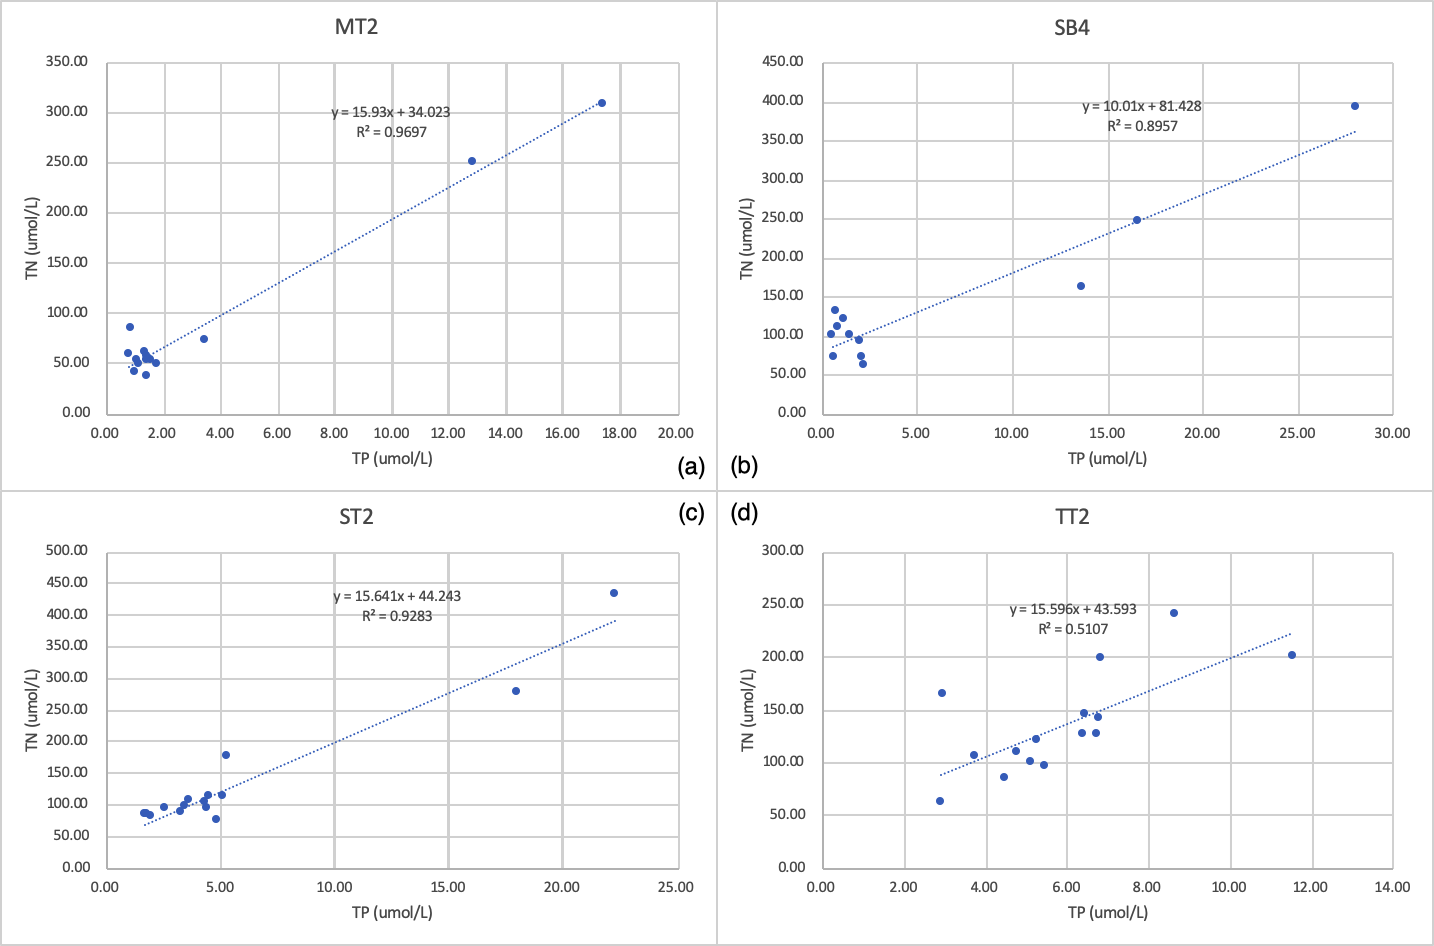 MT2
350.00
300.00
250.00
200.00
150.00
100.00
50.00
0.00
TN (umol/L)
y = 15.93x + 34.023
R² = 0.9697
0.00 2.00 4.00 6.00 8.00 10.00 12.00 14.00 16.00 18.00 20.00
TP (umol/L)
(a)
SB4
450.00
400.00
350.00
300.00
250.00
200.00
150.00
100.00
50.00
0.00
TN (umol/L)
y = 10.01x + 81.428
R² = 0.8957
0.00 5.00 10.00 15.00 20.00 25.00 30.00
TP (umol/L)
(b)
ST2
(c)
500.00
450.00
400.00
350.00
300.00
250.00
200.00
150.00
100.00
50.00
0.00
TN (umol/L)
y = 15.641x + 44.243
R² = 0.9283
0.00 5.00 10.00 15.00 20.00 25.00
TP (umol/L)
(d)
TT2
300.00
250.00
200.00
150.00
100.00
50.00
0.00
TN (umol/L)
y = 15.596x + 43.593
R² = 0.5107
0.00 2.00 4.00 6.00 8.00 10.00 12.00 14.00
TP (umol/L)